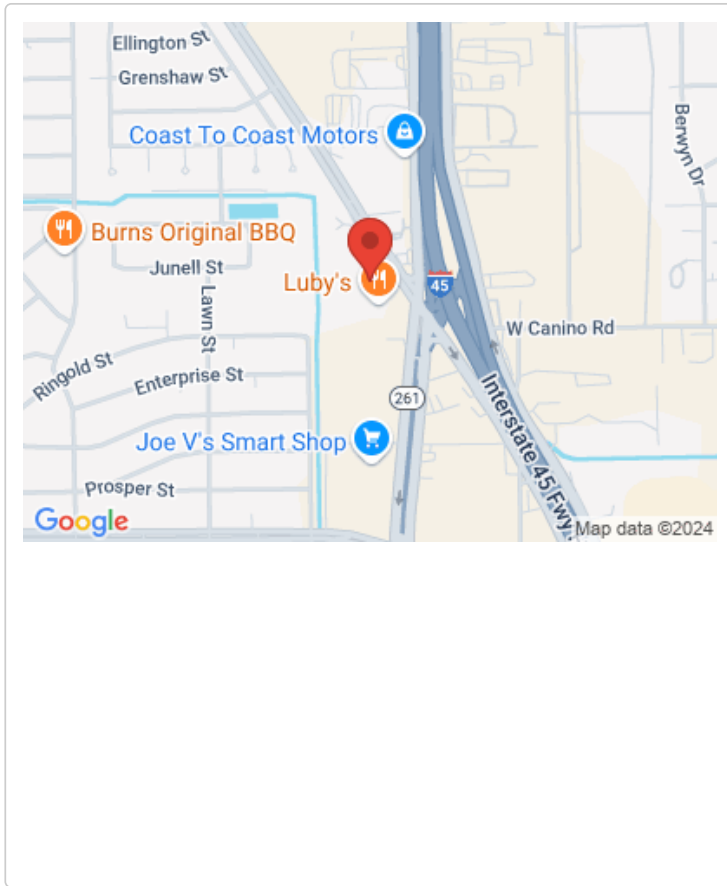 Ellington St
Grenshaw St
Coast To Coast Motors
Berwyn Dr
Burns Original BBQ
Junell St
Luby's
45
Lawn St
W Canino Rd
Ringold St
Enterprise St
261
Interstate 45 Fwy
Joe V's Smart Shop
Prosper St
Google
Map data ©2024